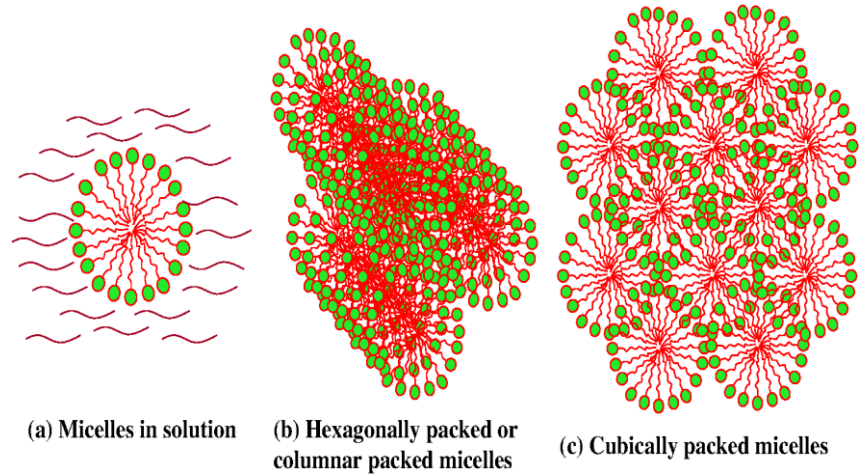 (a) Micelles in solution
(b) Hexagonally packed or
columnar packed micelles
(c) Cubically packed micelles